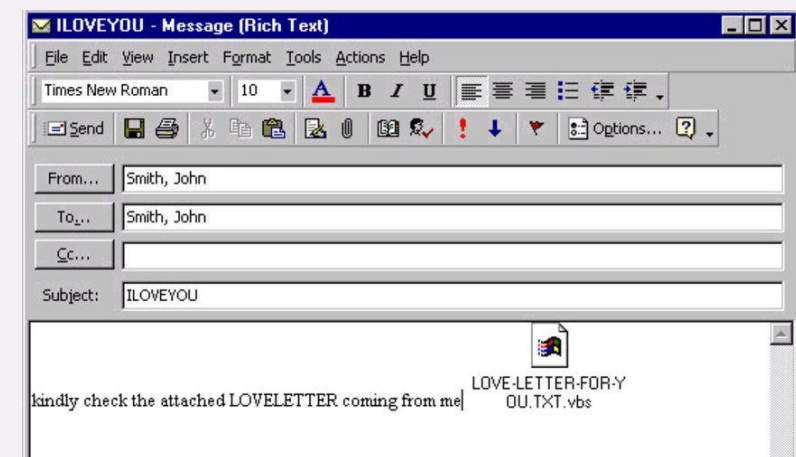 ILOVEYOU - Message (Rich Text)
File Edit View Insert Format Tools Actions Help
Times New Roman 10 A B I U
Send Options...
From... Smith, John
To... Smith, John
Cc...
Subject: ILOVEYOU
LOVE-LETTER-FOR-Y
OU.TXT.vbs
kindly check the attached LOVELETTER coming from me